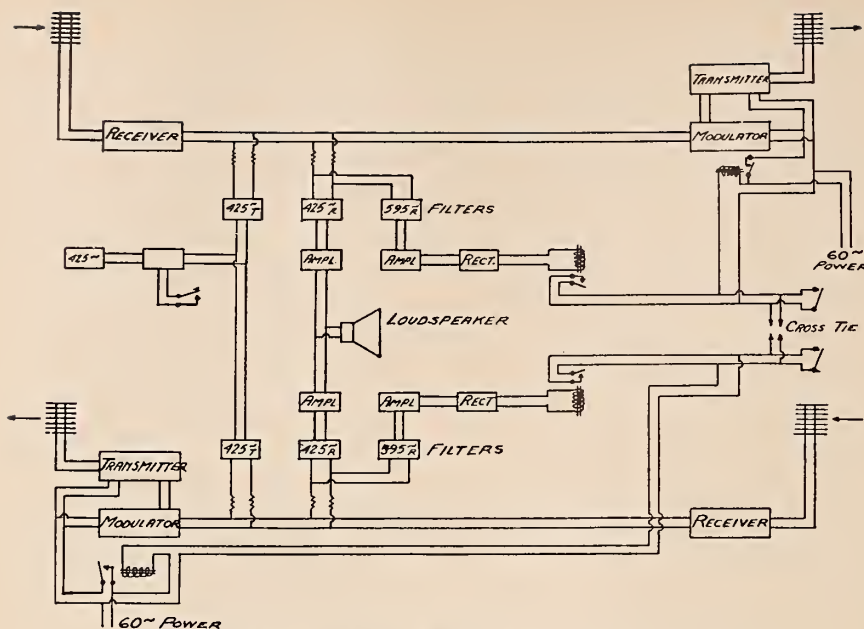 TRANSMITTER
RECEIVER
MODULATOR
425~T
425~R
595~R
FILTERS
425~
AMPL
AMPL
RECT.
60~
POWER
LOUDSPEAKER
CROSS TIE
AMPL
AMPL
RECT
425~T
425~R
595~R
FILTERS
TRANSMITTER
MODULATOR
RECEIVER
60~ POWER